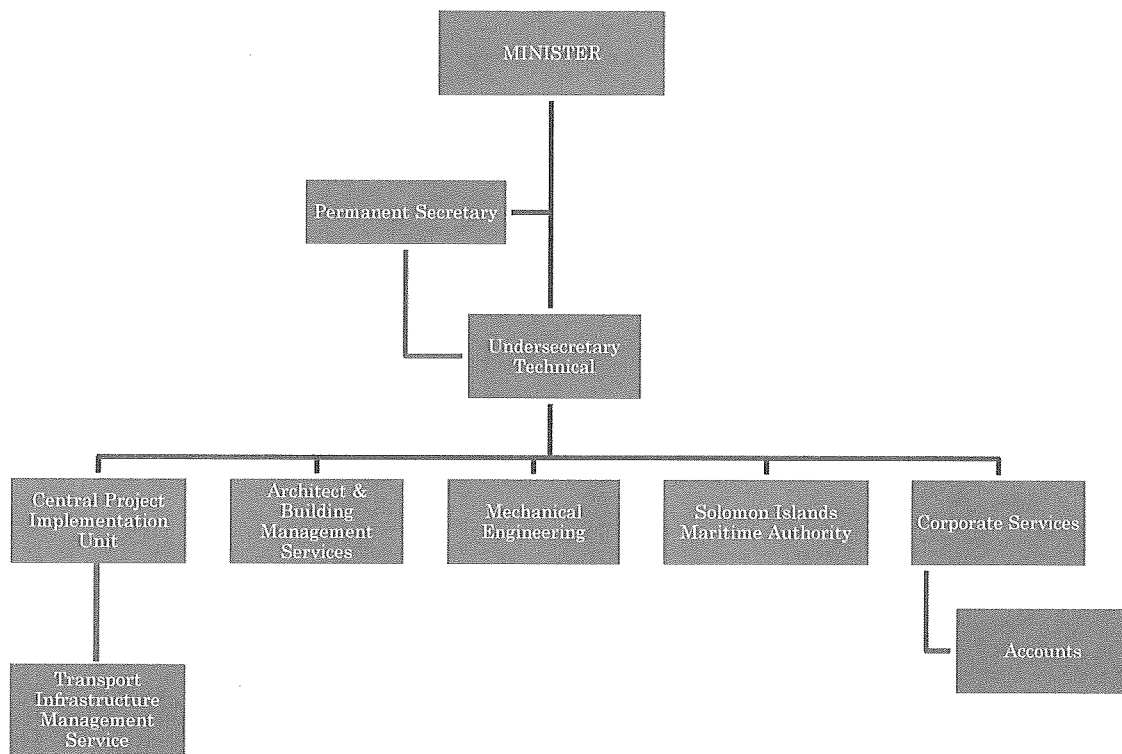 MINISTER
Permanent Secretary
Undersecretary
Technical
Central Project
Implementation
Unit
Architect &
Building
Management
Services
Mechanical
Engineering
Solomon Islands
Maritime Authority
Corporate Services
Accounts
Transport
Infrastructure
Management
Service